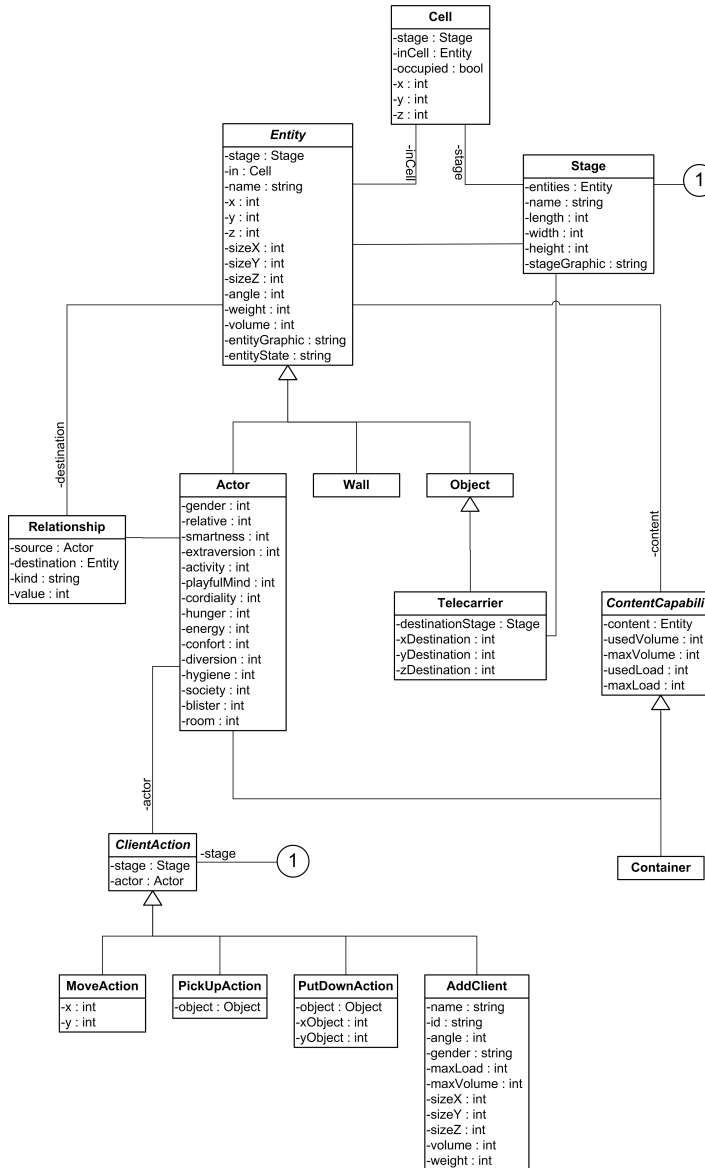 Cell
-stage : Stage
-inCell : Entity
-occupied : bool
-x : int
-y : int
-z : int
Entity
-stage : Stage
-in : Cell
-name : string
-x : int
-y : int
-z : int
-sizeX : int
-sizeY : int
-sizeZ : int
-angle : int
-weight : int
-volume : int
-entityGraphic : string
-entityState : string
-inCell
-stage
Stage
-entities : Entity
-name : string
-length : int
-width : int
-height : int
-stageGraphic : string
1
-destination
Actor
-gender : int
-relative : int
-smartness : int
-extraversion : int
-activity : int
-playfulMind : int
-cordiality : int
-hunger : int
-energy : int
-confort : int
-diversion : int
-hygiene : int
-society : int
-blister : int
-room : int
Wall
Object
Relationship
-source : Actor
-destination : Entity
-kind : string
-value : int
Telecarrier
-destinationStage : Stage
-xDestination : int
-yDestination : int
-zDestination : int
-content
ContentCapabili
-content : Entity
-usedVolume : int
-maxVolume : int
-usedLoad : int
-maxLoad : int
-actor
ClientAction
-stage : Stage
-actor : Actor
-stage
1
Container
MoveAction
-x : int
-y : int
PickUpAction
-object : Object
PutDownAction
-object : Object
-xObject : int
-yObject : int
AddClient
-name : string
-id : string
-angle : int
-gender : string
-maxLoad : int
-maxVolume : int
-sizeX : int
-sizeY : int
-sizeZ : int
-volume : int
-weight : int